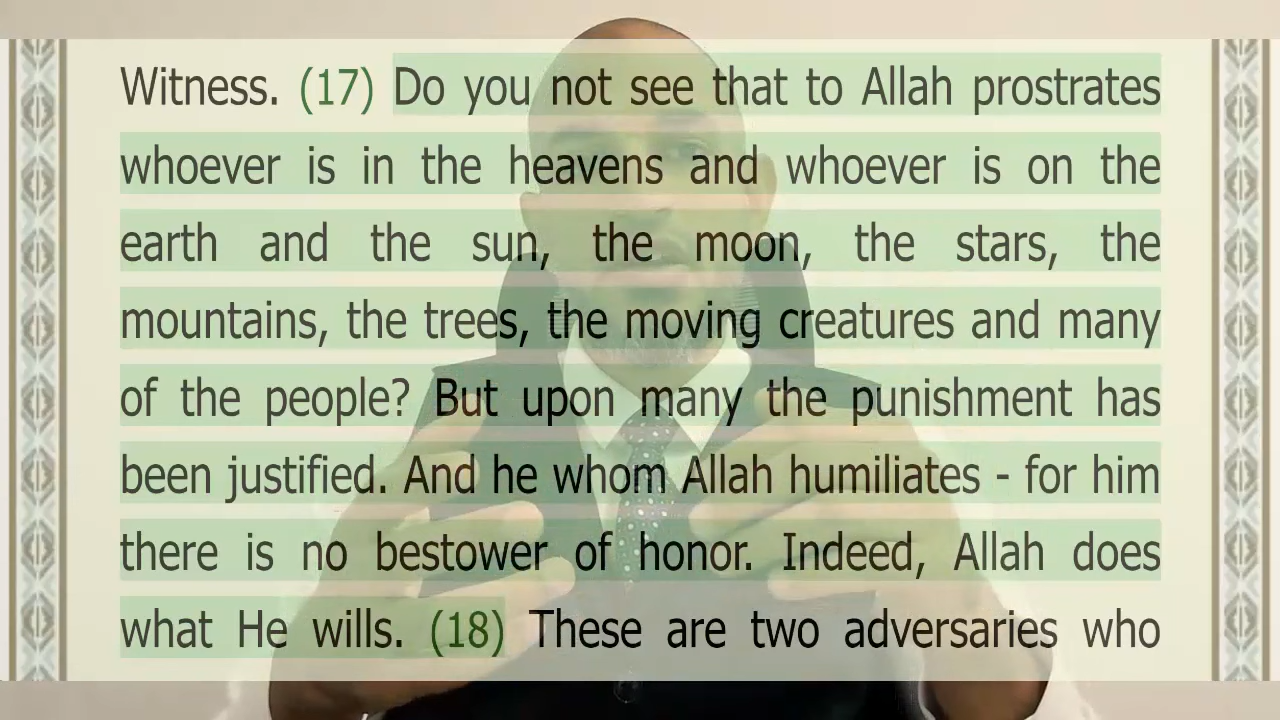 Witness. (17) Do you not see that to Allah prostrates
whoever is in the heavens and whoever is on the
earth and the sun, the moon, the stars, the
mountains, the trees, the moving creatures and many
of the people? But upon many the punishment has
been justified. And he whom Allah humiliates - for him
there is no bestower of honor. Indeed, Allah does
what He wills. (18) These are two adversaries who